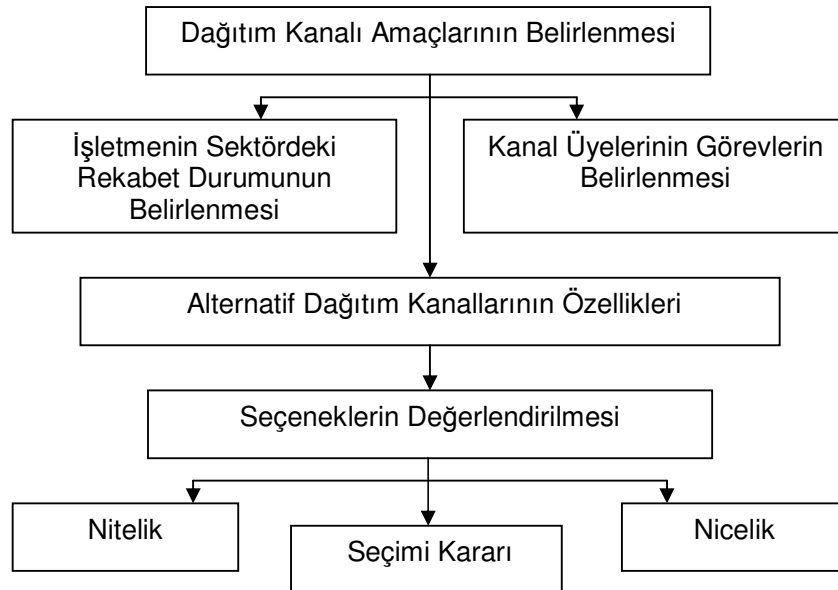 Dağıtım Kanalı Amaçlarının Belirlenmesi
İşletmenin Sektördeki
Rekabet Durumunun
Belirlenmesi
Kanal Üyelerinin Görevlerin
Belirlenmesi
Alternatif Dağıtım Kanallarının Özellikleri
Seçeneklerin Değerlendirilmesi
Nitelik
Seçimi Kararı
Nicelik